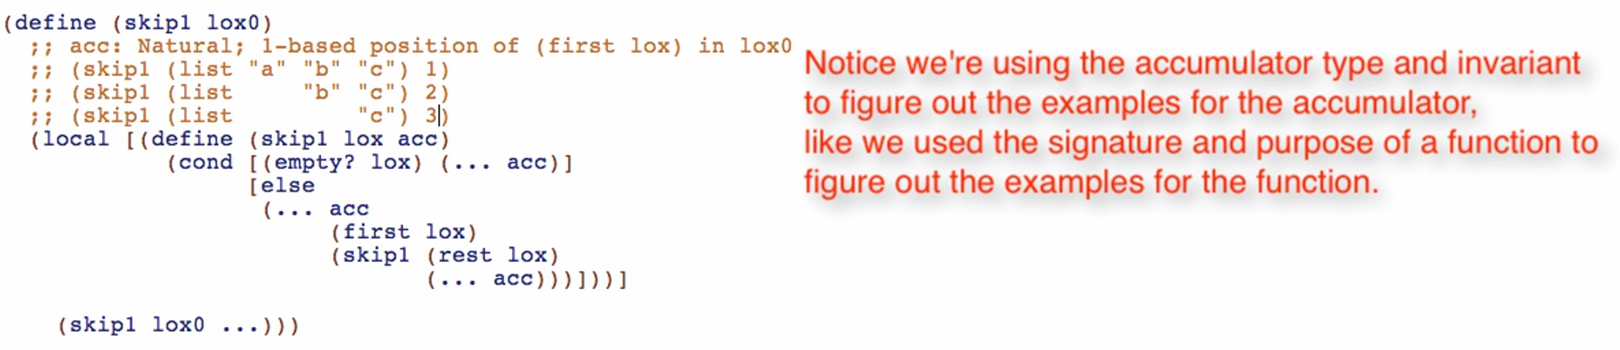 (define (skip1 lox0)
  ;; acc: Natural; 1-based position of (first lox) in lox0
  ;; (skip1 (list "a" "b" "c") 1)
  ;; (skip1 (list     "b" "c") 2)
  ;; (skip1 (list         "c") 3)
  (local [(define (skip1 lox acc)
            (cond [(empty? lox) (... acc)]
                  [else
                   (... acc
                        (first lox)
                        (skip1 (rest lox)
                               (... acc)))]))]
    (skip1 lox0 ...)))
Notice we're using the accumulator type and invariant
to figure out the examples for the accumulator,
like we used the signature and purpose of a function to
figure out the examples for the function.